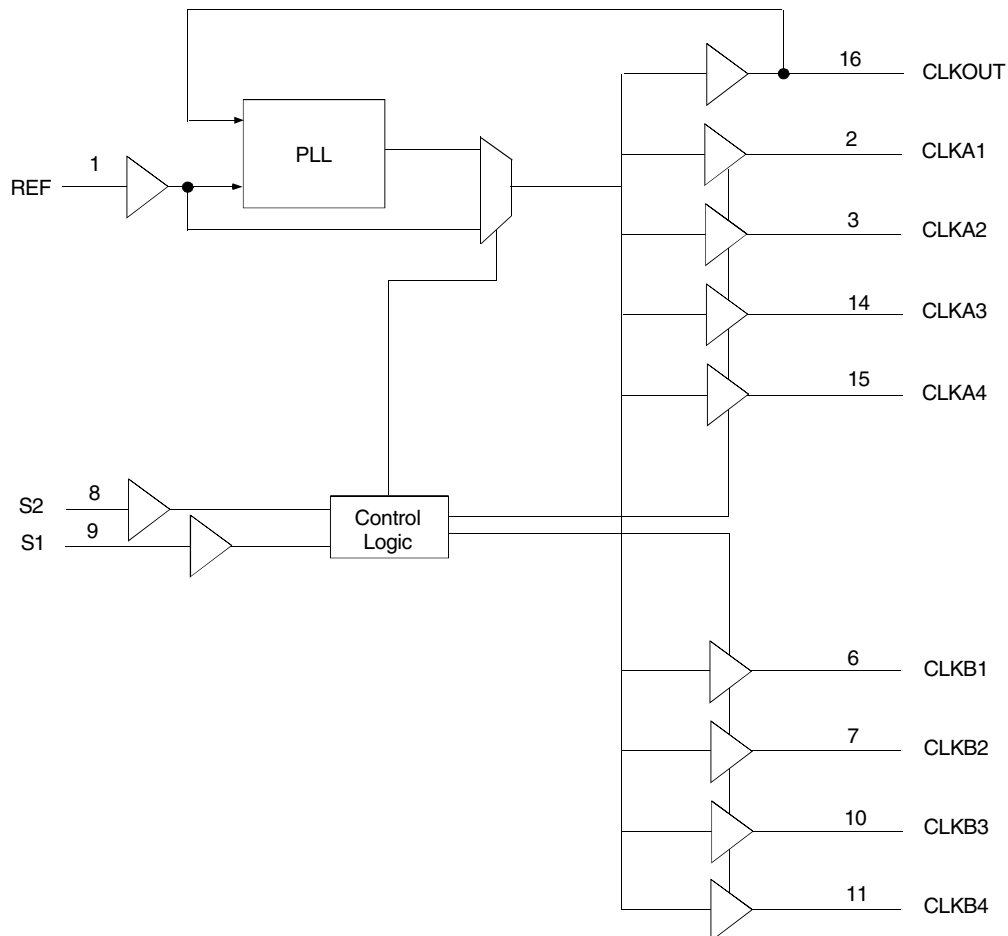 16 CLKOUT
PLL
1
REF
2 CLKA1
3 CLKA2
14 CLKA3
15 CLKA4
S2 8
S1 9
Control
Logic
6 CLKB1
7 CLKB2
10 CLKB3
11 CLKB4